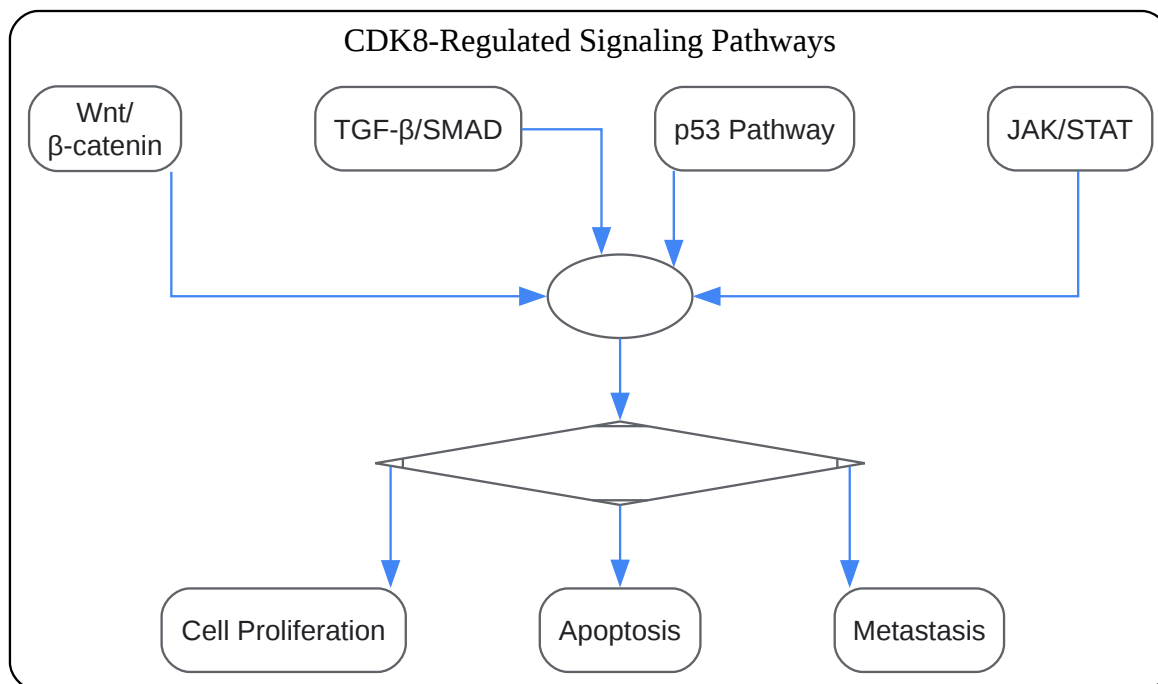 CDK8-Regulated Signaling Pathways
Wnt/
β-catenin
TGF-β/SMAD
p53 Pathway
JAK/STAT
Cell Proliferation
Apoptosis
Metastasis